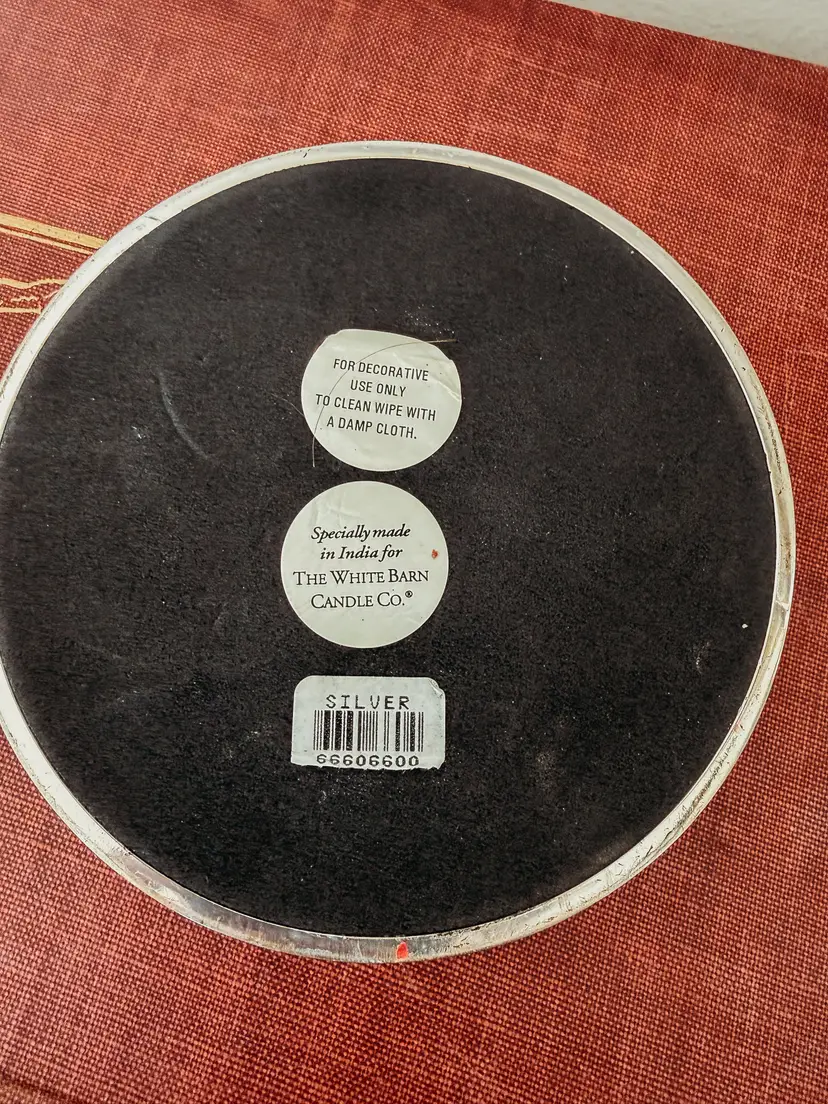 FOR DECORATIVE
USE ONLY
TO CLEAN WIPE WITH
A DAMP CLOTH.
Specially made
in India for
THE WHITE BARN
CANDLE CO.®
SILVER
66606600